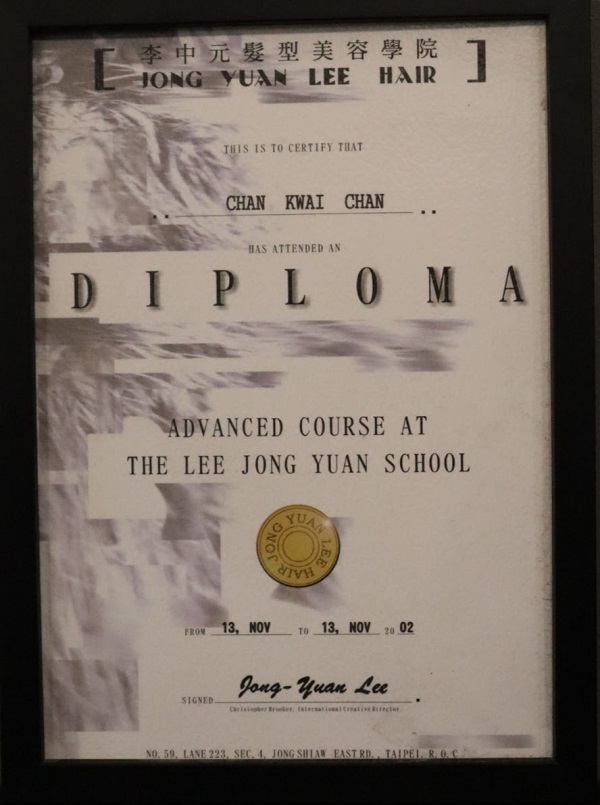 李中元髮型美容學院
JONG YUAN LEE HAIR
THIS IS TO CERTIFY THAT
CHAN KWAI CHAN
HAS ATTENDED AN
DIPLOMA
ADVANCED COURSE AT
THE LEE JONG YUAN SCHOOL
JONG YUAN LEE HAIR
FROM 13, NOV TO 13, NOV 20 02
SIGNED Jong-Yuan Lee
Christopher Brooker, International Creative Director
NO. 59, LANE 223, SEC. 4, JONG SHIAW EAST RD., TAIPEI, R.O.C